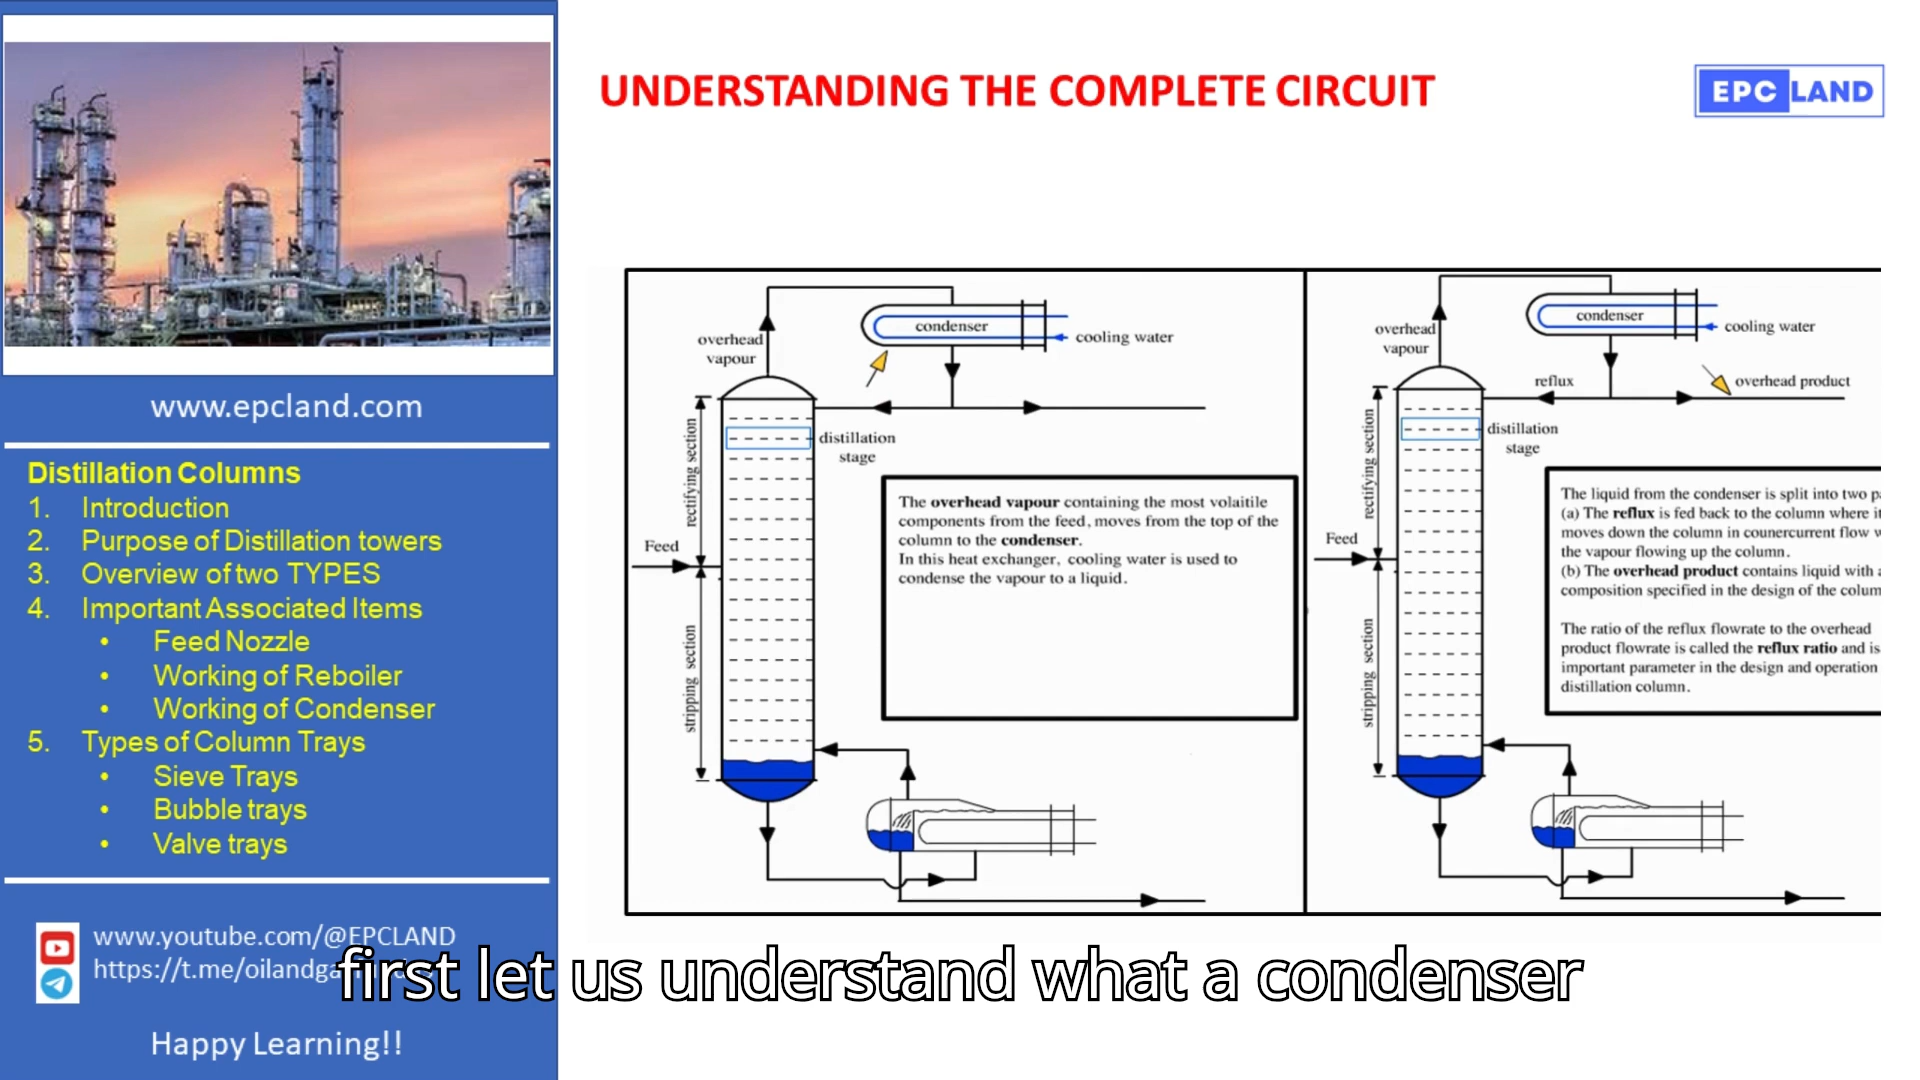 UNDERSTANDING THE COMPLETE CIRCUIT
EPC LAND
www.epcland.com
Distillation Columns
1. Introduction
2. Purpose of Distillation towers
3. Overview of two TYPES
4. Important Associated Items
• Feed Nozzle
• Working of Reboiler
• Working of Condenser
5. Types of Column Trays
• Sieve Trays
• Bubble trays
• Valve trays
www.youtube.com/@EPCLAND
Happy Learning!!
overhead
vapour
condenser
cooling water
rectifying section
distillation
stage
Feed
stripping section
The overhead vapour containing the most volaitile
components from the feed, moves from the top of the
column to the condenser.
In this heat exchanger, cooling water is used to
condense the vapour to a liquid.
overhead
vapour
condenser
cooling water
reflux
overhead product
rectifying section
distillation
stage
Feed
stripping section
The liquid from the condenser is split into two
(a) The reflux is fed back to the column where
moves down the column in counercurrent flow
the vapour flowing up the column.
(b) The overhead product contains liquid with
composition specified in the design of the
The ratio of the reflux flowrate to the overhead
product flowrate is called the reflux ratio and is
important parameter in the design and operation
distillation column.
first let us understand what a condenser